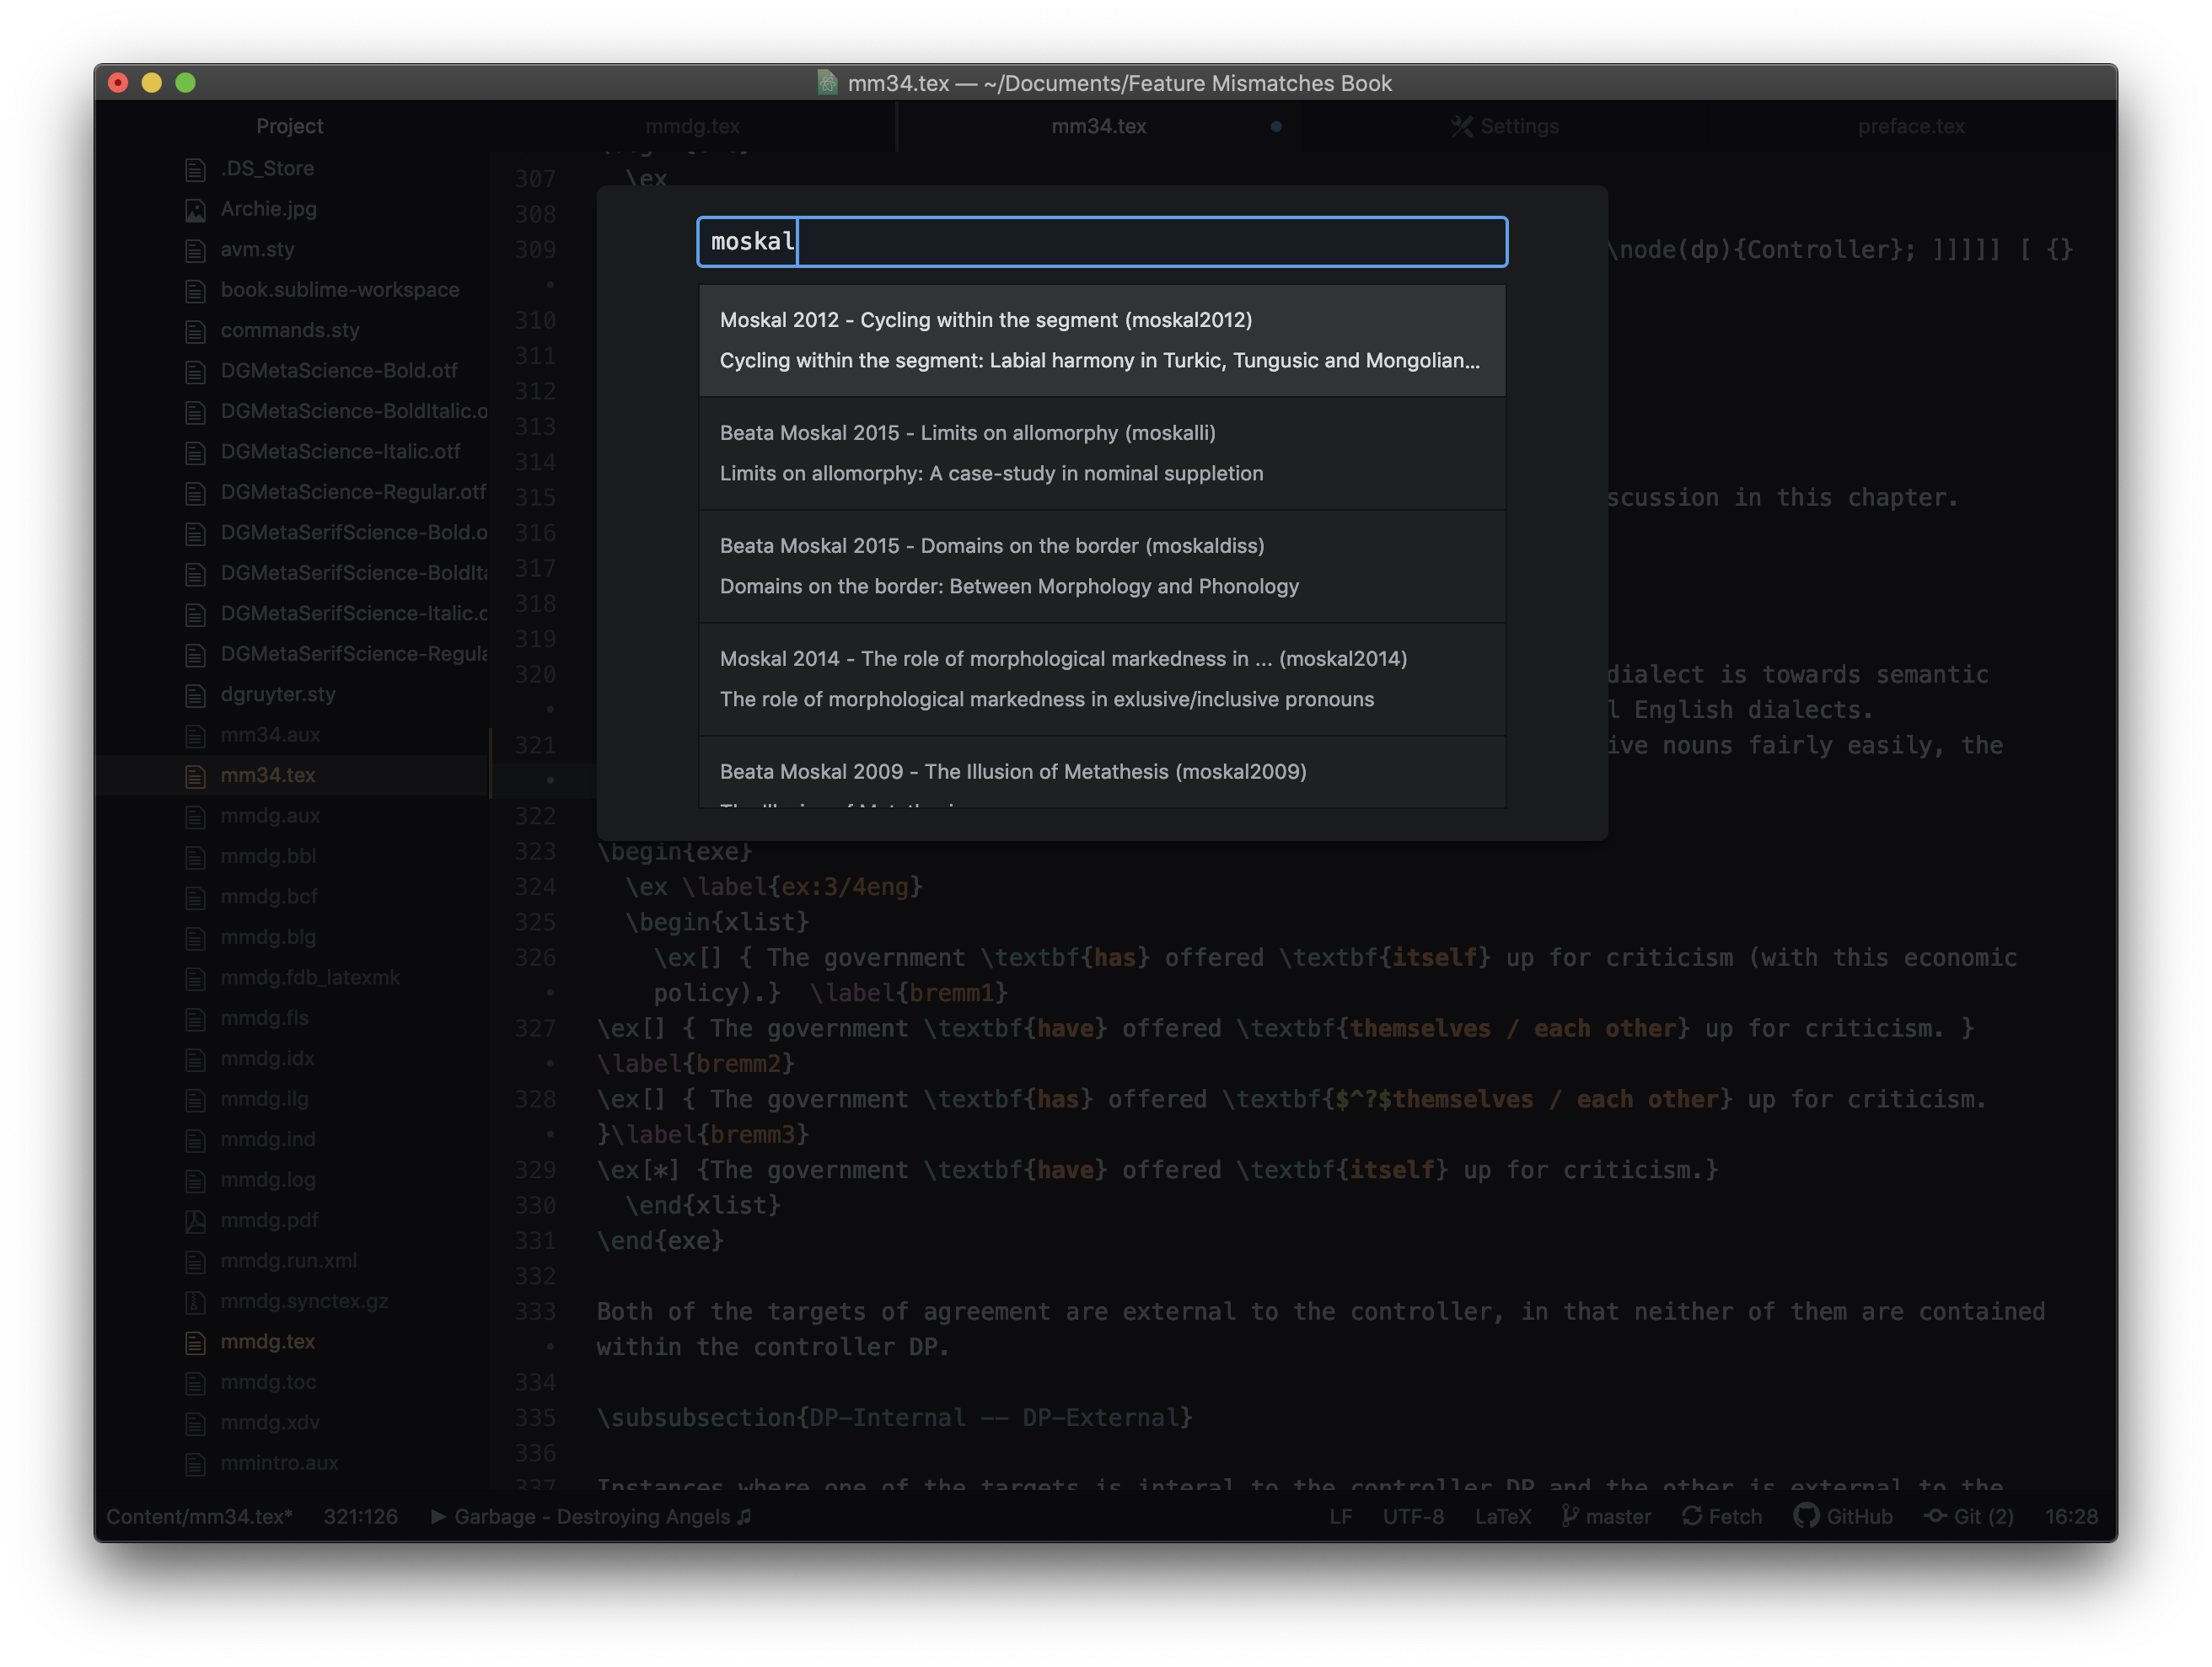 mm34.tex — ~/Documents/Feature Mismatches Book
Project
mmdg.tex
mm34.tex
Settings
preface.tex
.DS_Store
Archie.jpg
avm.sty
book.sublime-workspace
commands.sty
DGMetaScience-Bold.otf
DGMetaScience-BoldItalic.o
DGMetaScience-Italic.otf
DGMetaScience-Regular.otf
DGMetaSerifScience-Bold.o
DGMetaSerifScience-BoldIta
DGMetaSerifScience-Italic.o
DGMetaSerifScience-Regula
dgruyter.sty
mm34.aux
mm34.tex
mmdg.aux
mmdg.bbl
mmdg.bcf
mmdg.blg
mmdg.fdb_latexmk
mmdg.fls
mmdg.idx
mmdg.ilg
mmdg.ind
mmdg.log
mmdg.pdf
mmdg.run.xml
mmdg.synctex.gz
mmdg.tex
mmdg.toc
mmdg.xdv
mmintro.aux
moskal
Moskal 2012 - Cycling within the segment (moskal2012)
Cycling within the segment: Labial harmony in Turkic, Tungusic and Mongolian...
Beata Moskal 2015 - Limits on allomorphy (moskalli)
Limits on allomorphy: A case-study in nominal suppletion
Beata Moskal 2015 - Domains on the border (moskaldiss)
Domains on the border: Between Morphology and Phonology
Moskal 2014 - The role of morphological markedness in ... (moskal2014)
The role of morphological markedness in exlusive/inclusive pronouns
Beata Moskal 2009 - The Illusion of Metathesis (moskal2009)
307 \ex
308
309 \node(dp){Controller}; ]]]]] [ {}
310
311
312
313
314
315 scussion in this chapter.
316
317
318
319
320 dialect is towards semantic
l English dialects.
321 ive nouns fairly easily, the
322
323 \begin{exe}
324 \ex \label{ex:3/4eng}
325 \begin{xlist}
326 \ex[] { The government \textbf{has} offered \textbf{itself} up for criticism (with this economic
policy).} \label{bremm1}
327 \ex[] { The government \textbf{have} offered \textbf{themselves / each other} up for criticism. }
\label{bremm2}
328 \ex[] { The government \textbf{has} offered \textbf{$^?$themselves / each other} up for criticism.
}\label{bremm3}
329 \ex[*] {The government \textbf{have} offered \textbf{itself} up for criticism.}
330 \end{xlist}
331 \end{exe}
332
333 Both of the targets of agreement are external to the controller, in that neither of them are contained
within the controller DP.
334
335 \subsubsection{DP-Internal -- DP-External}
336
337 Instances where one of the targets is interal to the controller DP and the other is external to the
Content/mm34.tex* 321:126 Garbage - Destroying Angels LF UTF-8 LaTeX master Fetch GitHub Git (2) 16:28